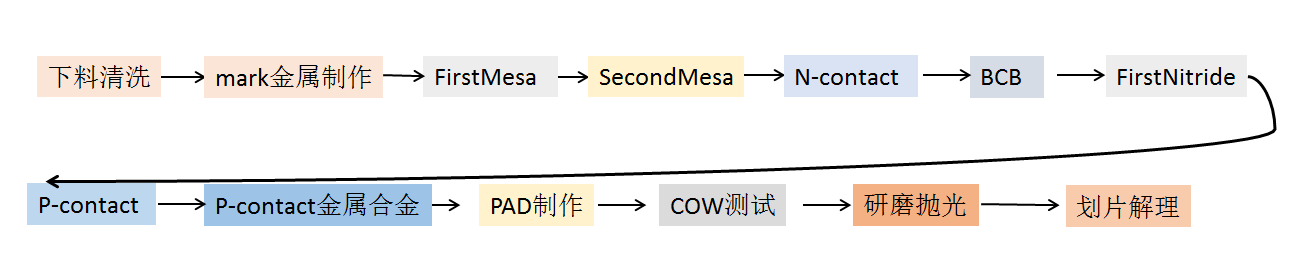 下料清洗
mark金属制作
FirstMesa
SecondMesa
N-contact
BCB
FirstNitride
P-contact
P-contact金属合金
PAD制作
COW测试
研磨抛光
划片解理